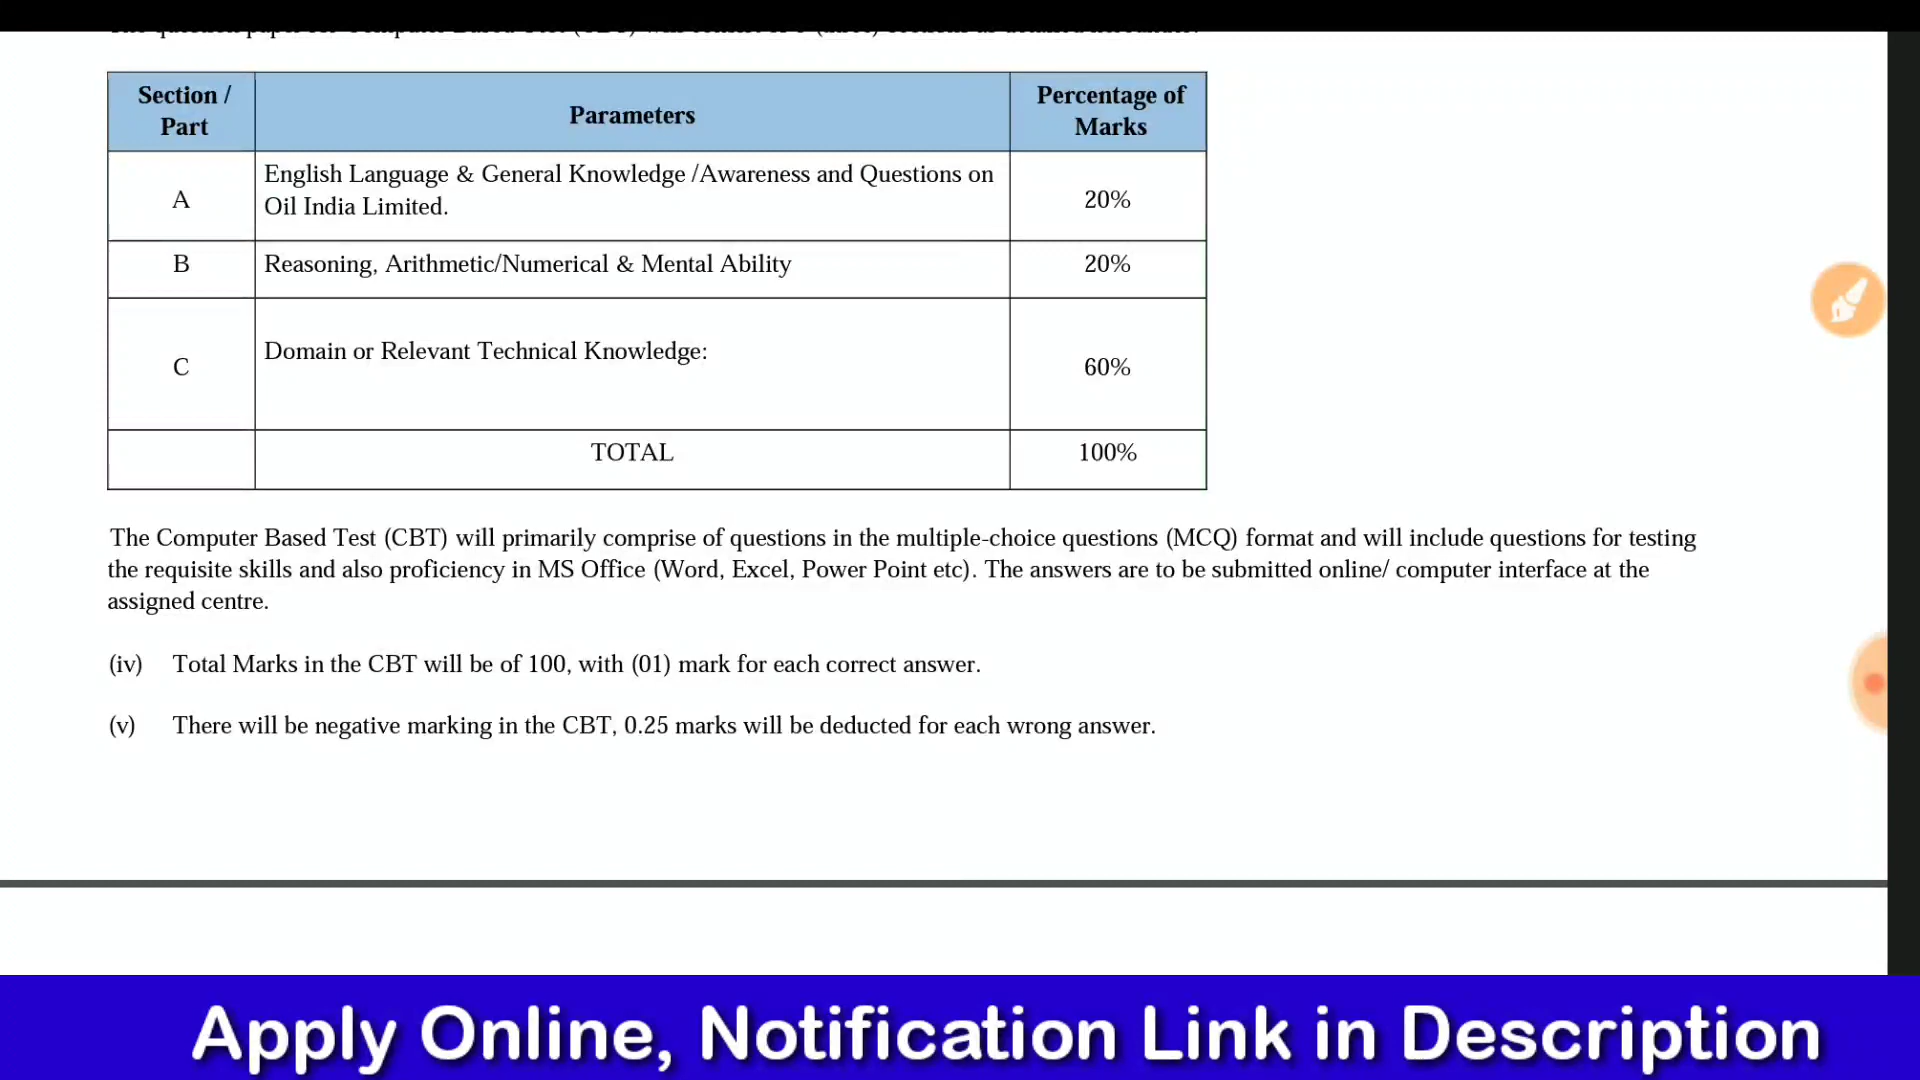 Section / Part
Parameters
Percentage of Marks
A
English Language & General Knowledge /Awareness and Questions on
Oil India Limited.
20%
B
Reasoning, Arithmetic/Numerical & Mental Ability
20%
C
Domain or Relevant Technical Knowledge:
60%
TOTAL
100%
The Computer Based Test (CBT) will primarily comprise of questions in the multiple-choice questions (MCQ) format and will include questions for testing
the requisite skills and also proficiency in MS Office (Word, Excel, Power Point etc). The answers are to be submitted online/ computer interface at the
assigned centre.
(iv) Total Marks in the CBT will be of 100, with (01) mark for each correct answer.
(v) There will be negative marking in the CBT, 0.25 marks will be deducted for each wrong answer.
Apply Online, Notification Link in Description